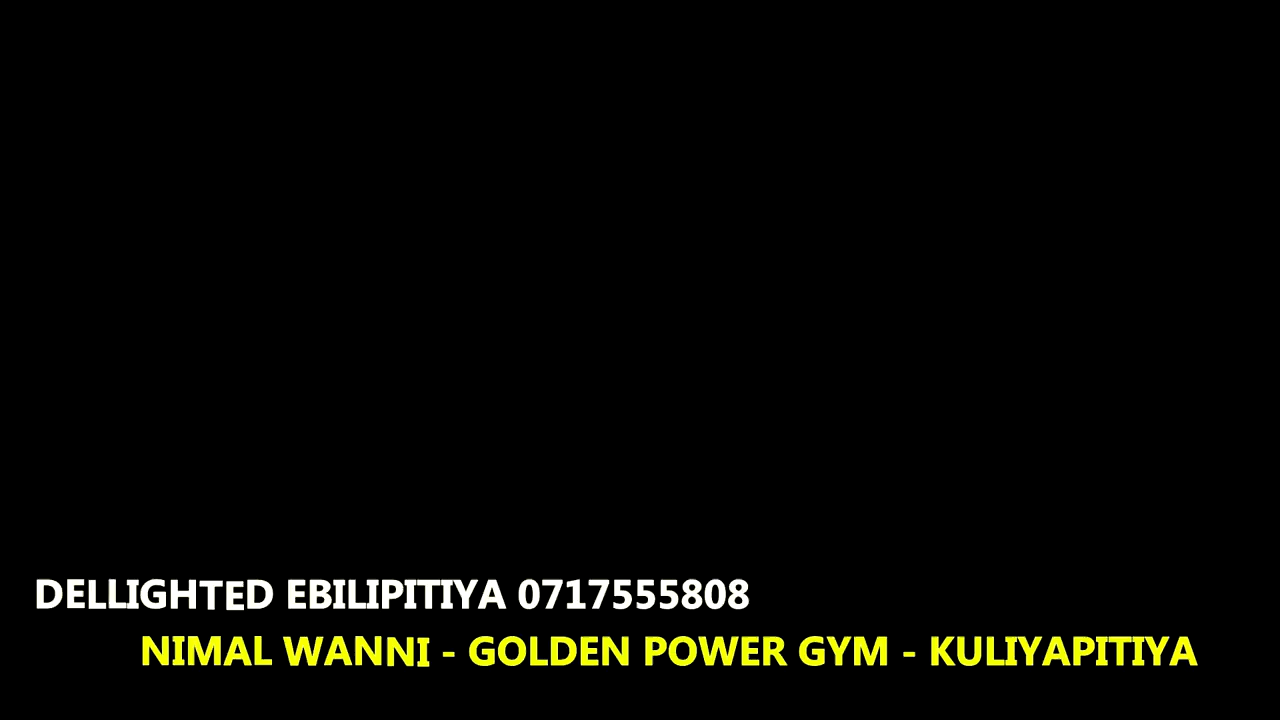 DELLIGHTED EBILIPITIYA 0717555808
NIMAL WANNI - GOLDEN POWER GYM - KULIYAPITIYA